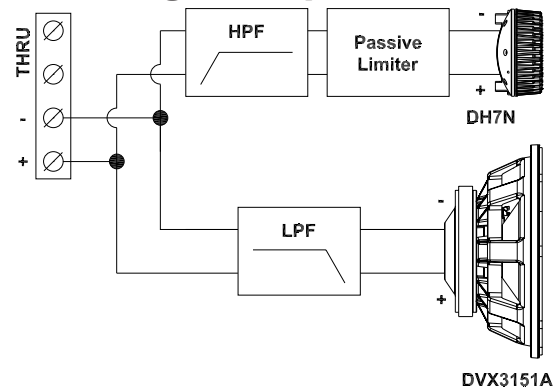 THRU
-
+
HPF
Passive
Limiter
-
+
DH7N
LPF
-
+
DVX3151A